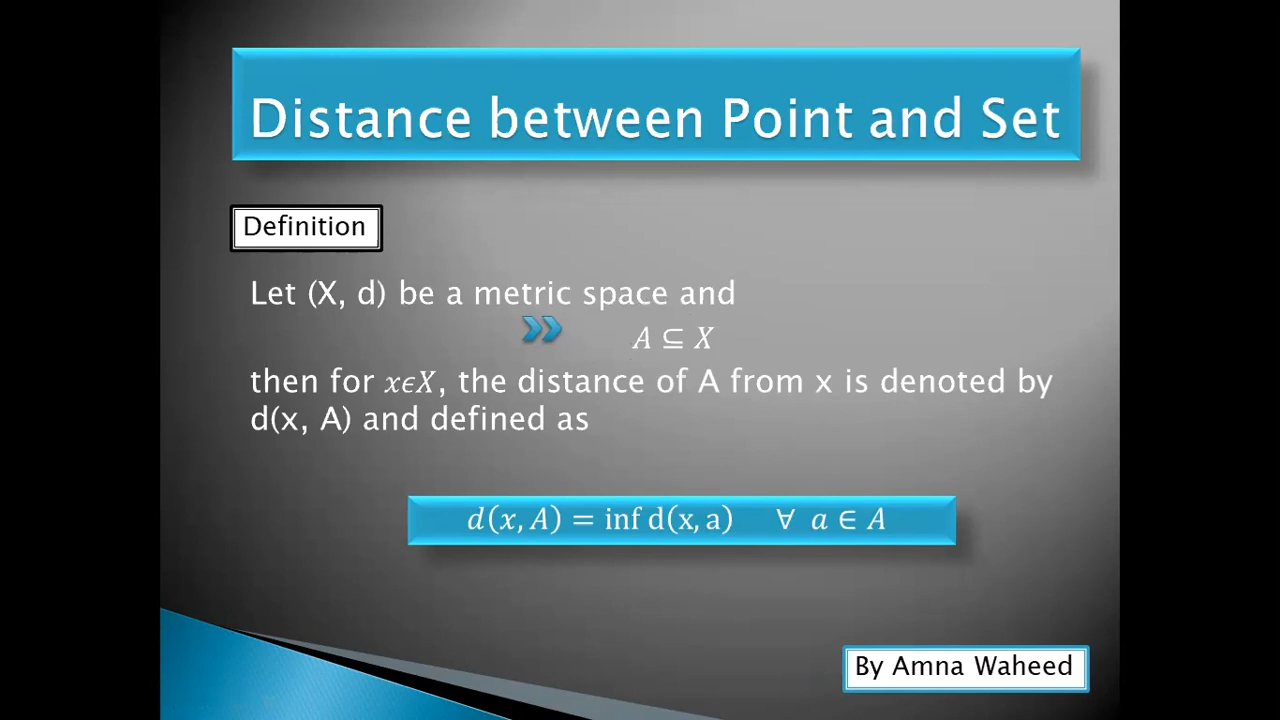 Distance between Point and Set
Definition
Let (X, d) be a metric space and
A ⊆ X
then for xϵX, the distance of A from x is denoted by
d(x, A) and defined as
d(x, A) = inf d(x, a) ∀ a ∈ A
By Amna Waheed